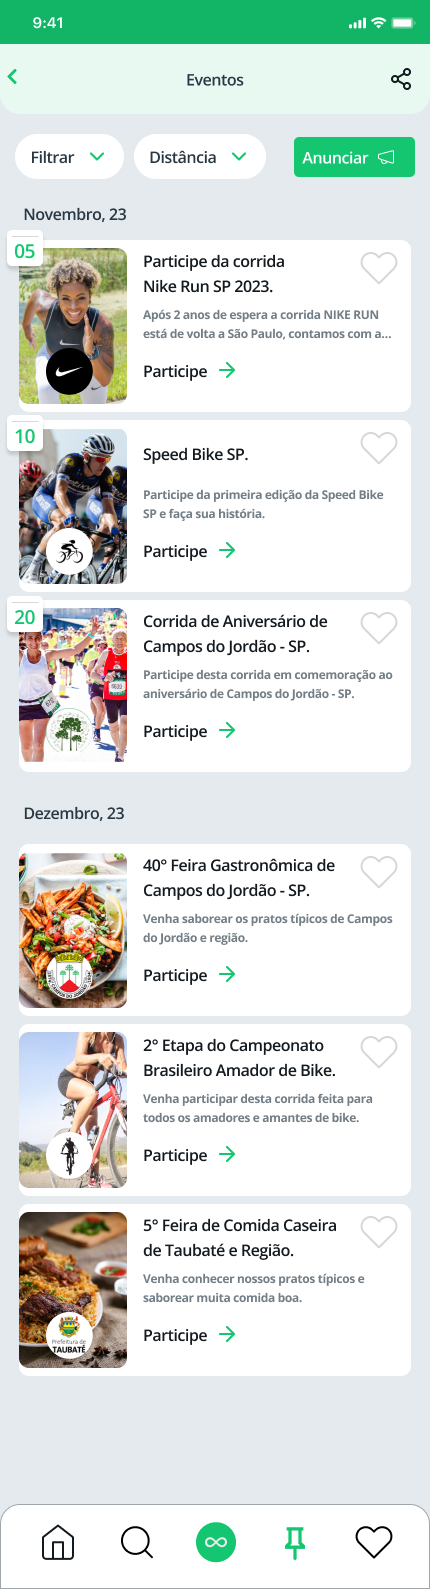 9:41
Eventos
Filtrar
Distância
Anunciar
Novembro, 23
05
Participe da corrida
Nike Run SP 2023.
Após 2 anos de espera a corrida NIKE RUN
está de volta a São Paulo, contamos com a...
Participe
10
Speed Bike SP.
Participe da primeira edição da Speed Bike
SP e faça sua história.
Participe
20
Corrida de Aniversário de
Campos do Jordão - SP.
Participe desta corrida em comemoração ao
aniversário de Campos do Jordão - SP.
Participe
Dezembro, 23
40° Feira Gastronômica de
Campos do Jordão - SP.
Venha saborear os pratos típicos de Campos
do Jordão e região.
Participe
CAMPOS DO JORDÃO
2° Etapa do Campeonato
Brasileiro Amador de Bike.
Venha participar desta corrida feita para
todos os amadores e amantes de bike.
Participe
5° Feira de Comida Caseira
de Taubaté e Região.
Venha conhecer nossos pratos típicos e
saborear muita comida boa.
Participe
Prefeitura de
TAUBATÉ